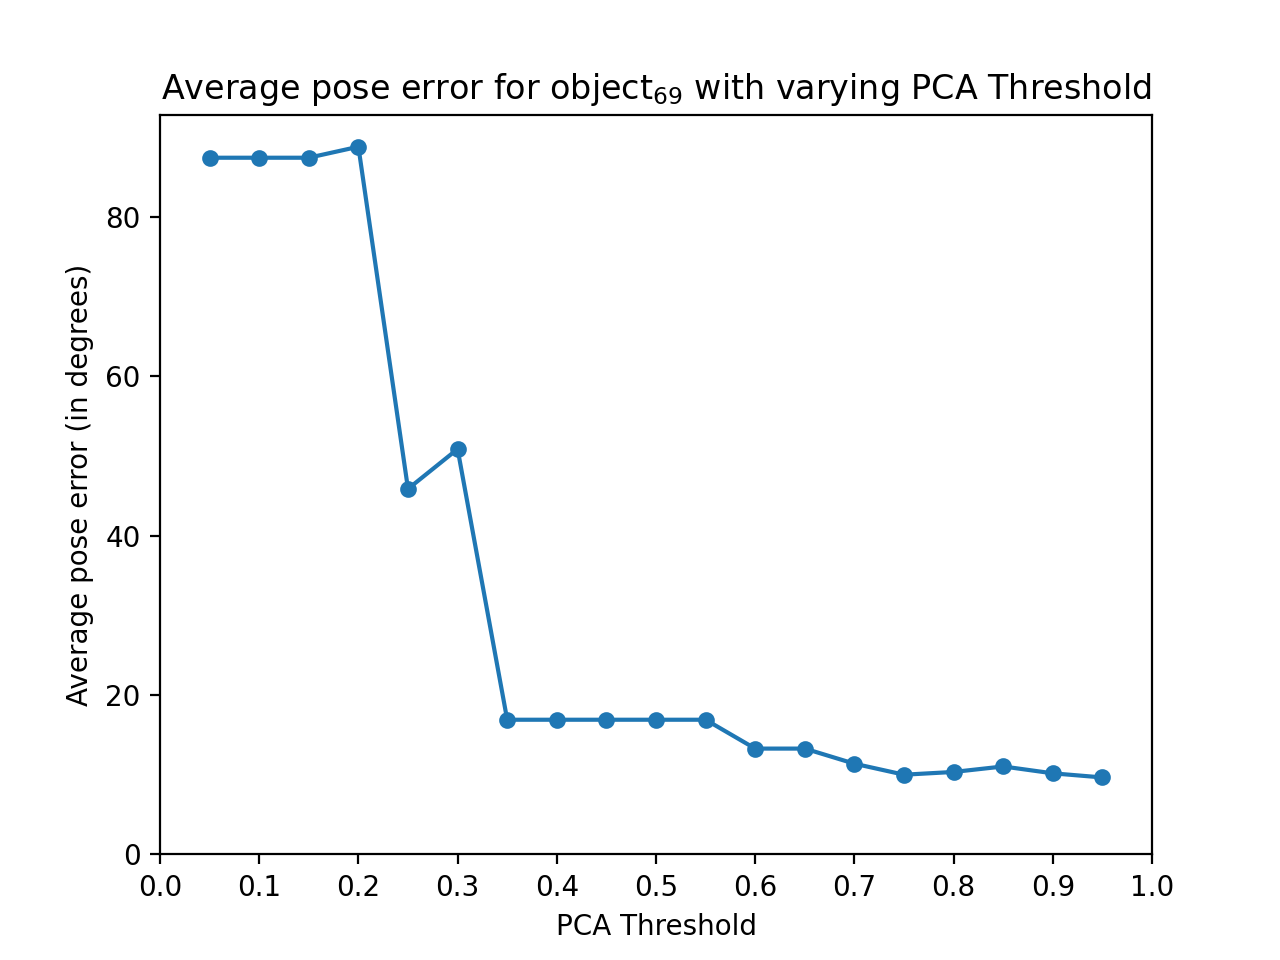 Average pose error for object₆₉ with varying PCA Threshold
Average pose error (in degrees)
80
60
40
20
0
0.0 0.1 0.2 0.3 0.4 0.5 0.6 0.7 0.8 0.9 1.0
PCA Threshold